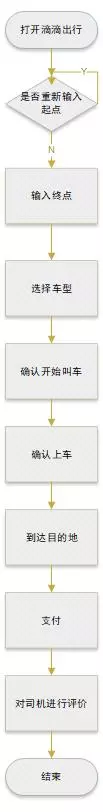 打开滴滴出行
Y
是否重新输入
起点
N
输入终点
选择车型
确认开始叫车
确认上车
到达目的地
支付
对司机进行评价
结束